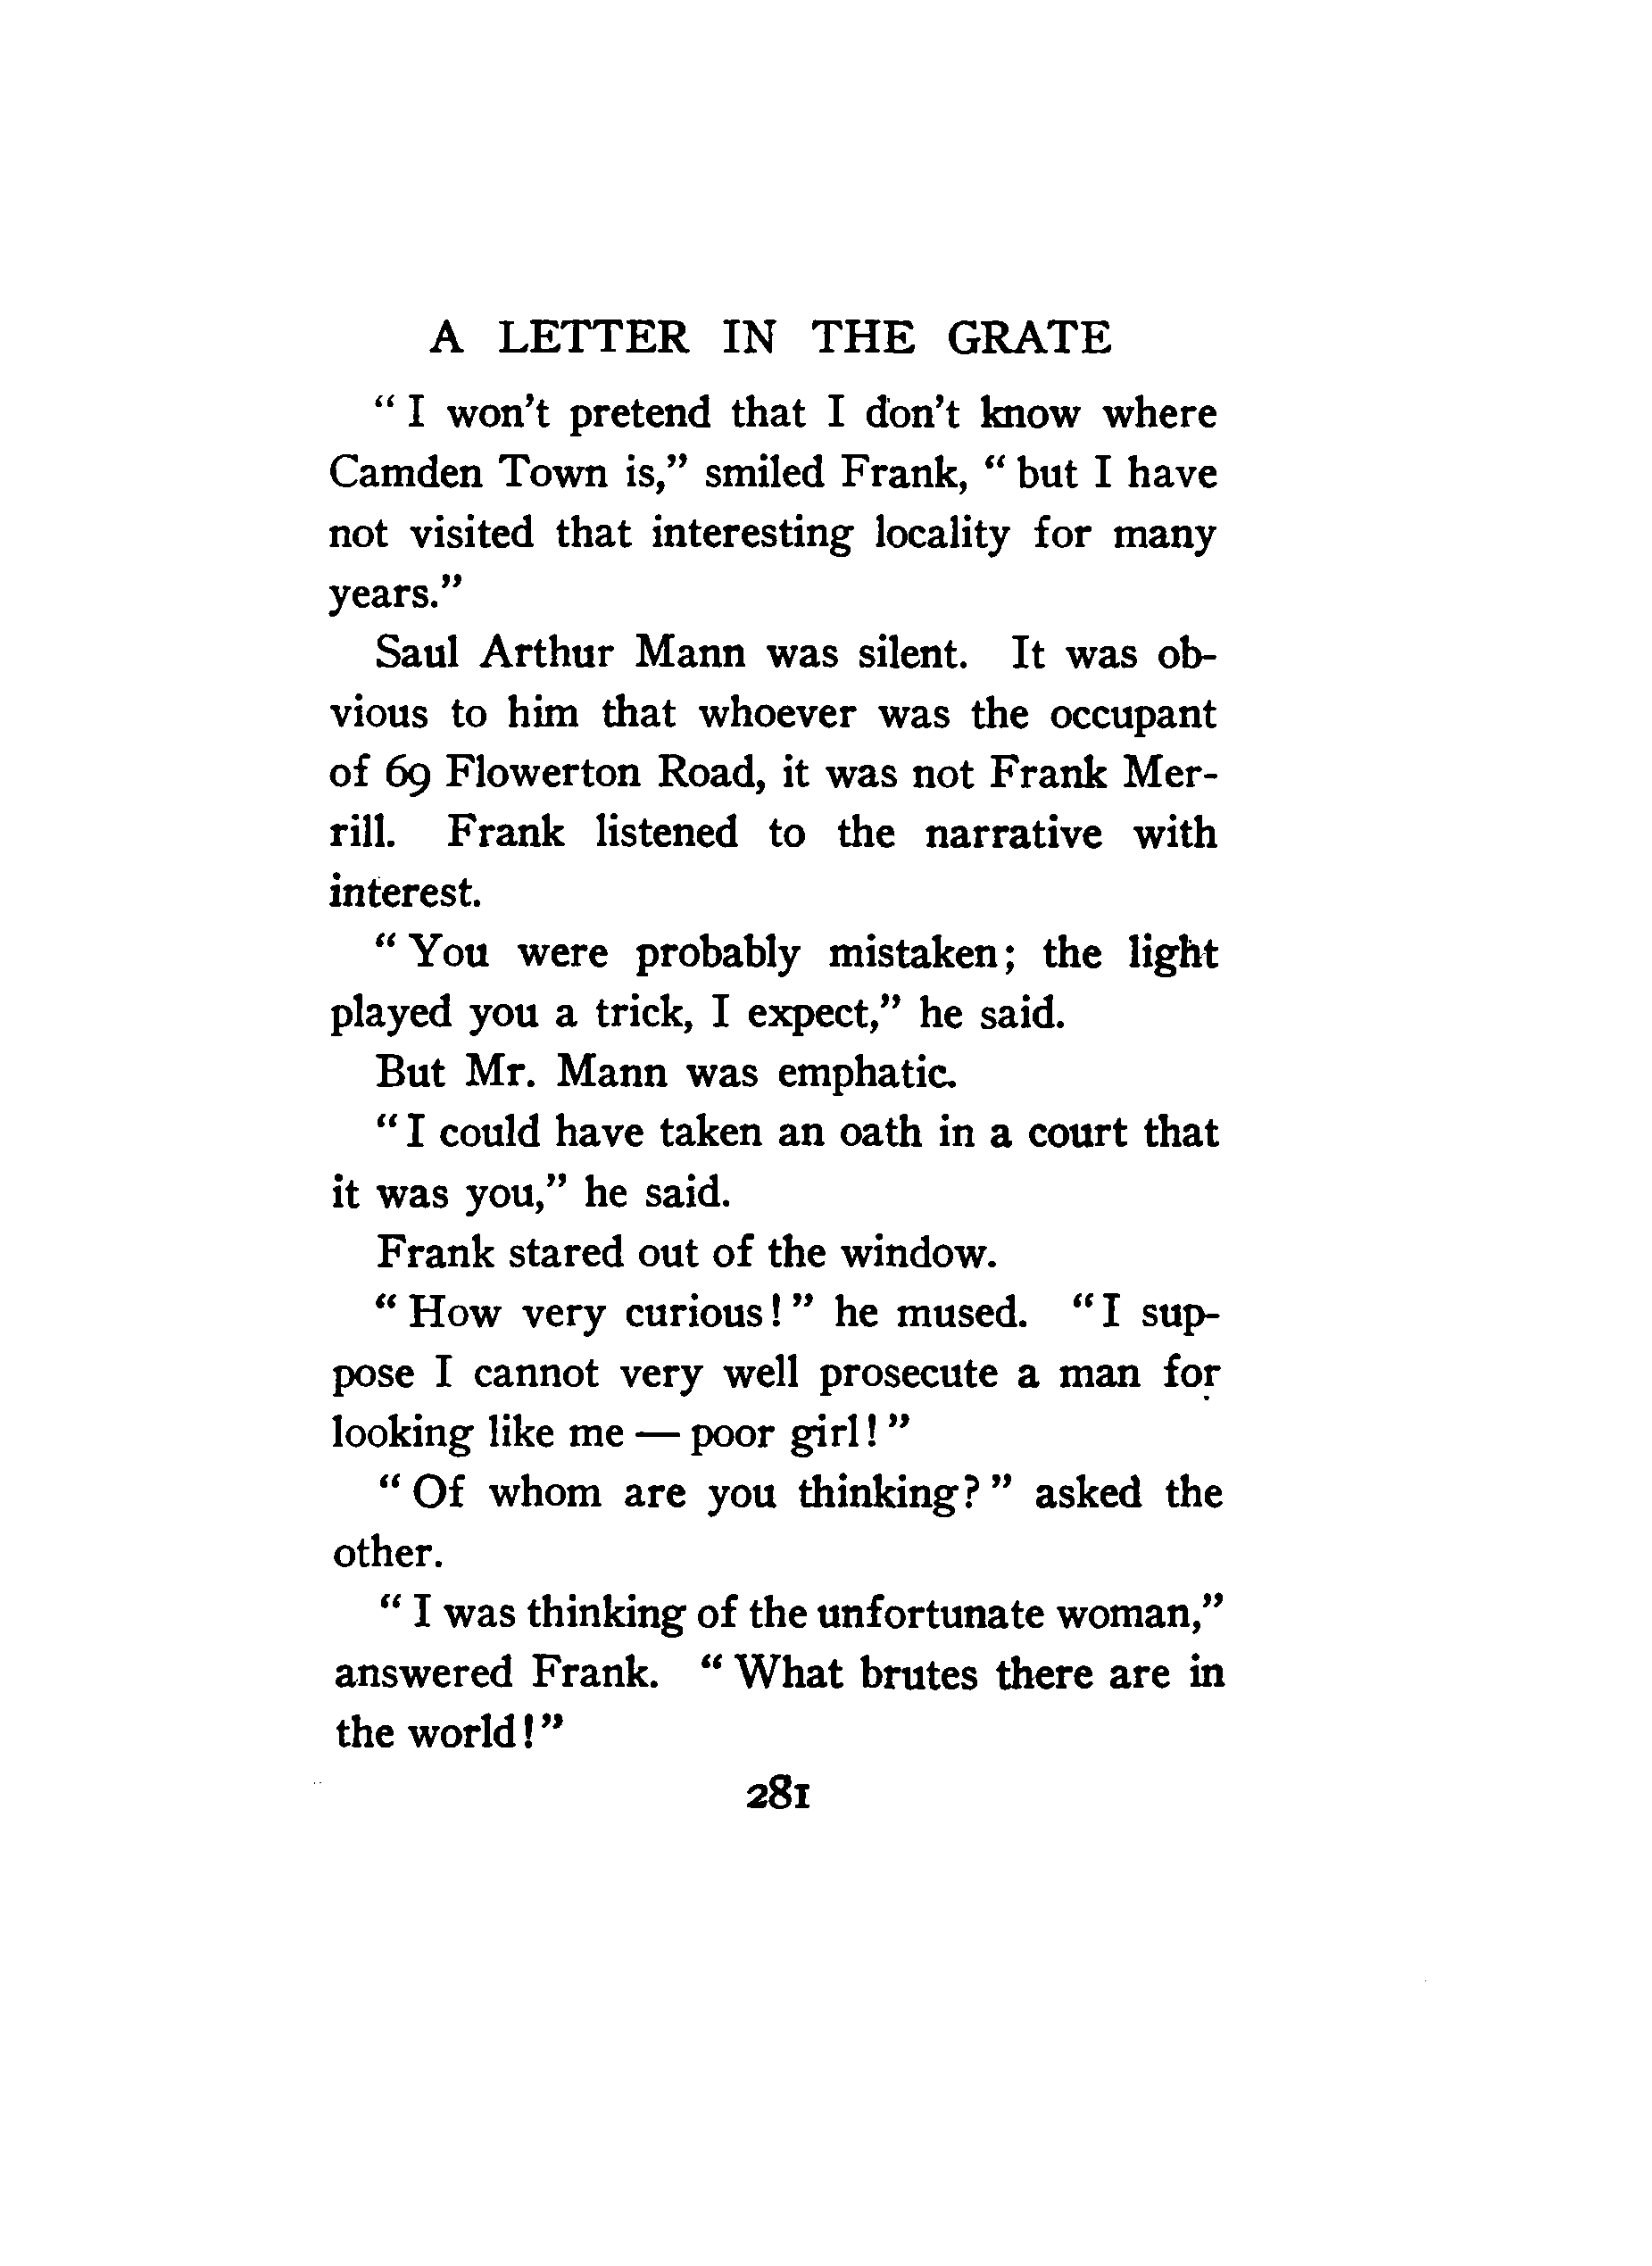 A LETTER IN THE GRATE
“ I won’t pretend that I don’t know where
Camden Town is,” smiled Frank, “ but I have
not visited that interesting locality for many
years.”
Saul Arthur Mann was silent. It was ob-
vious to him that whoever was the occupant
of 69 Flowerton Road, it was not Frank Mer-
rill. Frank listened to the narrative with
interest.
“ You were probably mistaken; the light
played you a trick, I expect,” he said.
But Mr. Mann was emphatic.
“ I could have taken an oath in a court that
it was you,” he said.
Frank stared out of the window.
“ How very curious! ” he mused. “ I sup-
pose I cannot very well prosecute a man for
looking like me — poor girl! ”
“ Of whom are you thinking? ” asked the
other.
“ I was thinking of the unfortunate woman,”
answered Frank. “ What brutes there are in
the world! ”
281